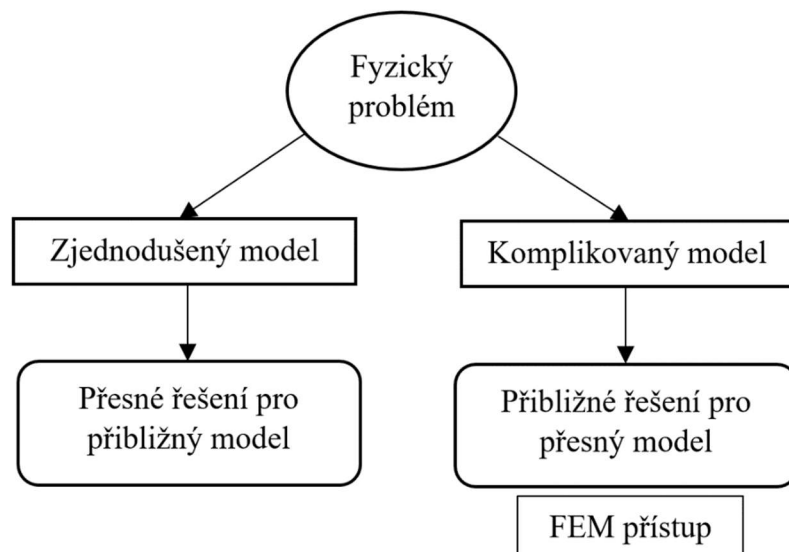 Fyzický
problém
Zjednodušený model
Komplikovaný model
Přesné řešení pro
přibližný model
Přibližné řešení pro
přesný model
FEM přístup